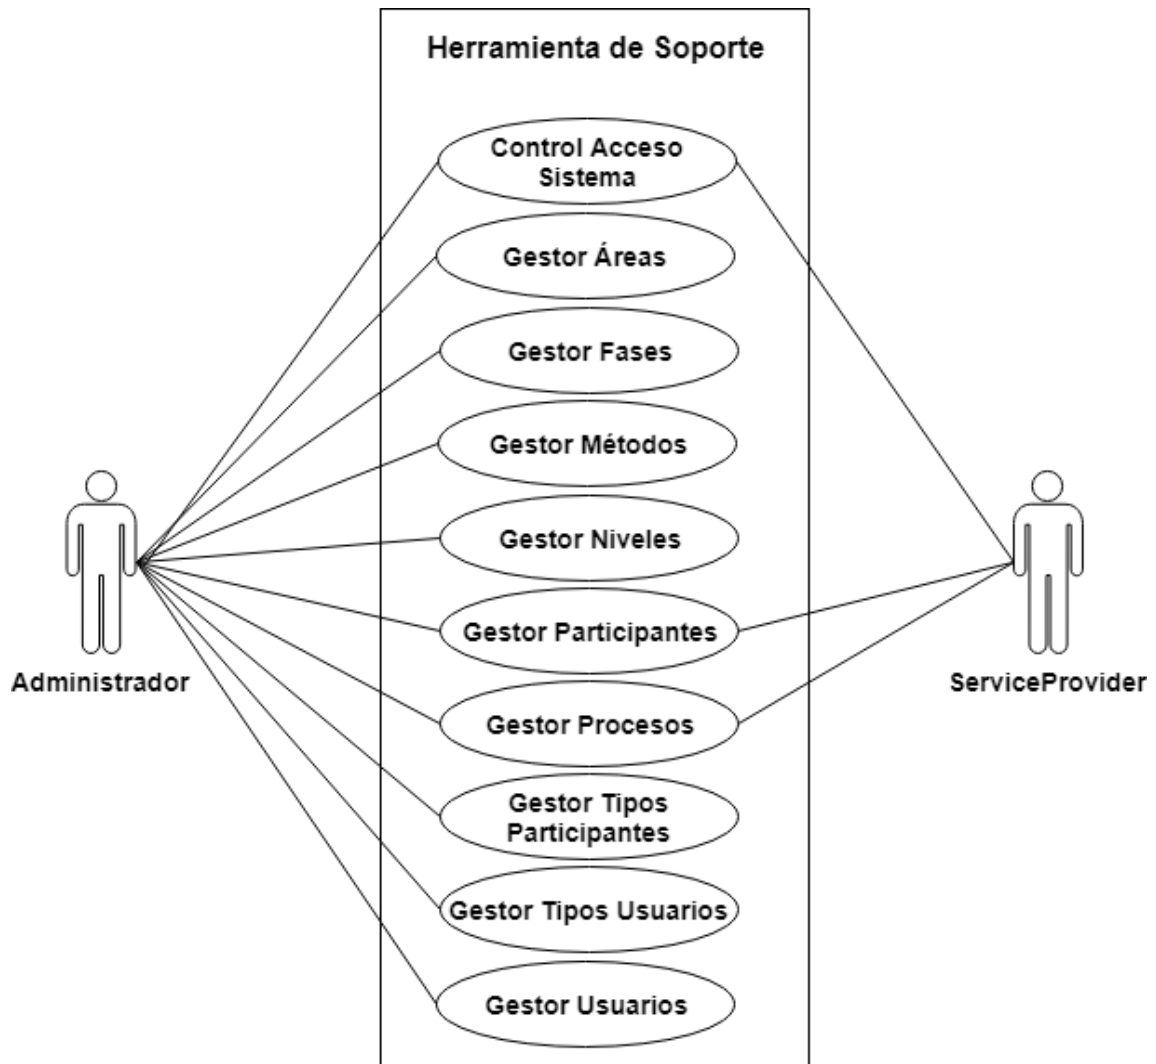 Herramienta de Soporte
Control Acceso
Sistema
Gestor Áreas
Gestor Fases
Gestor Métodos
Gestor Niveles
Gestor Participantes
Administrador
ServiceProvider
Gestor Procesos
Gestor Tipos
Participantes
Gestor Tipos Usuarios
Gestor Usuarios